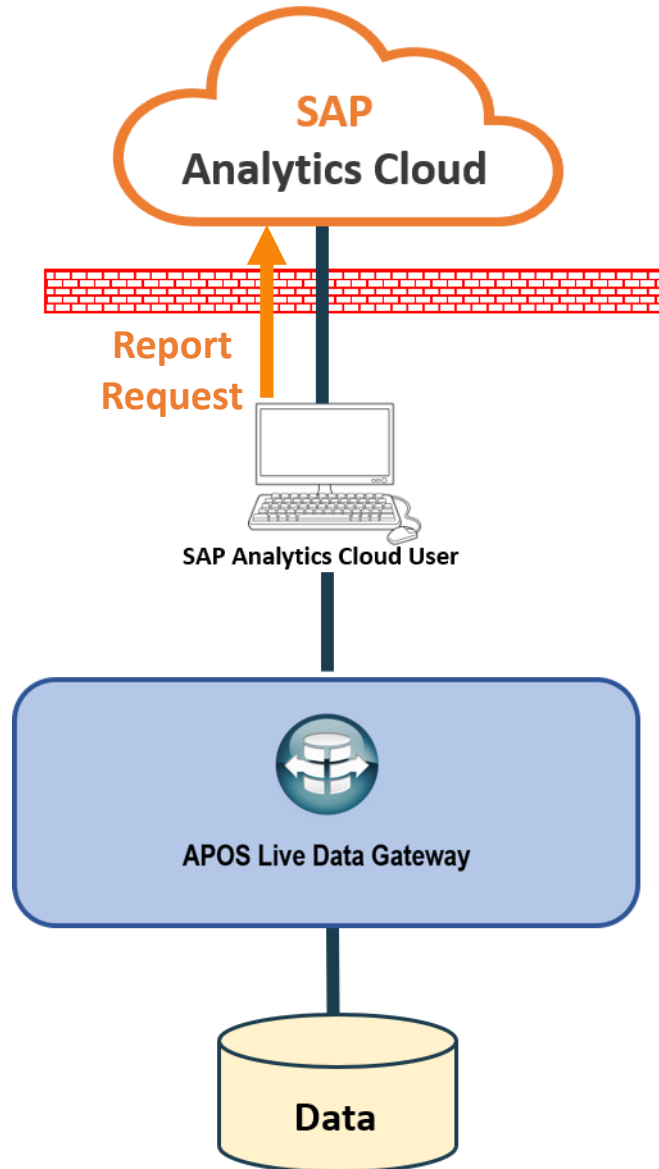 SAP
Analytics Cloud
Report
Request
SAP Analytics Cloud User
APOS Live Data Gateway
Data